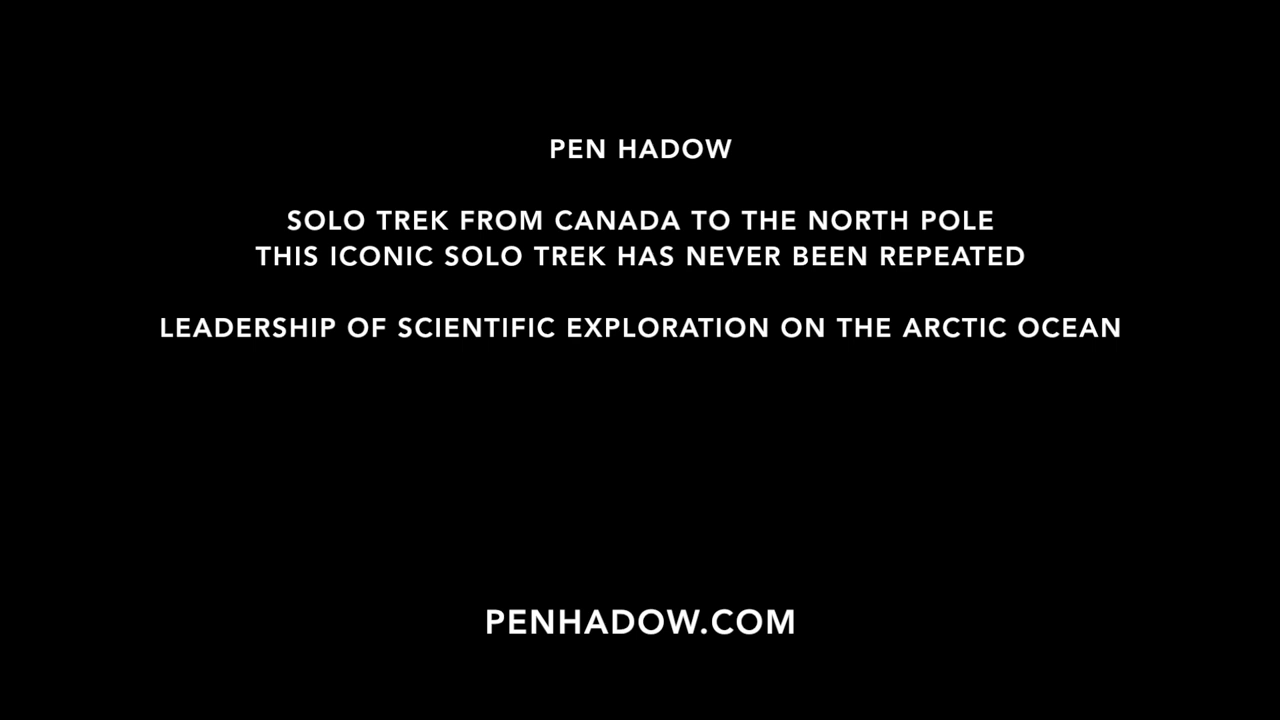 PEN HADOW
SOLO TREK FROM CANADA TO THE NORTH POLE
THIS ICONIC SOLO TREK HAS NEVER BEEN REPEATED
LEADERSHIP OF SCIENTIFIC EXPLORATION ON THE ARCTIC OCEAN
PENHADOW.COM